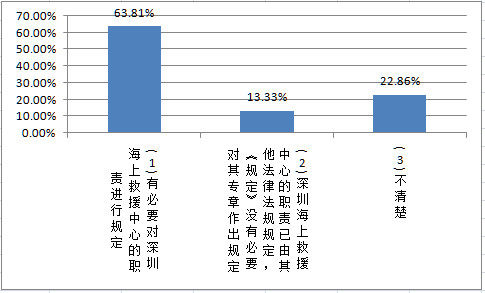 70.00%
60.00%
50.00%
40.00%
30.00%
20.00%
10.00%
0.00%
63.81%
13.33%
22.86%
(1)有必要对深圳
海上救援中心的职
责进行规定
(2)深圳海上救援
中心的职责已由其
他法律法规规定，
《规定》没有必要
对其专章作出规定
(3)不清楚